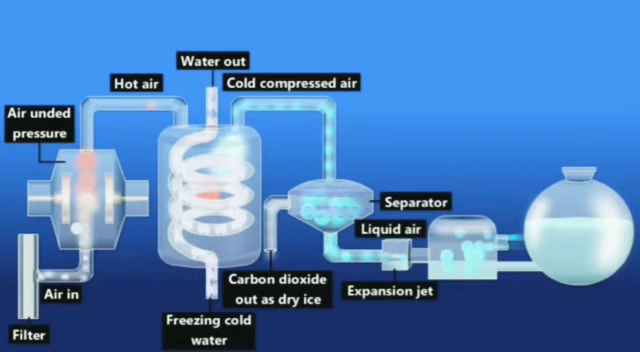 Water out
Hot air
Cold compressed air
Air unded
pressure
Separator
Liquid air
Carbon dioxide
out as dry ice
Expansion jet
Air in
Freezing cold
water
Filter